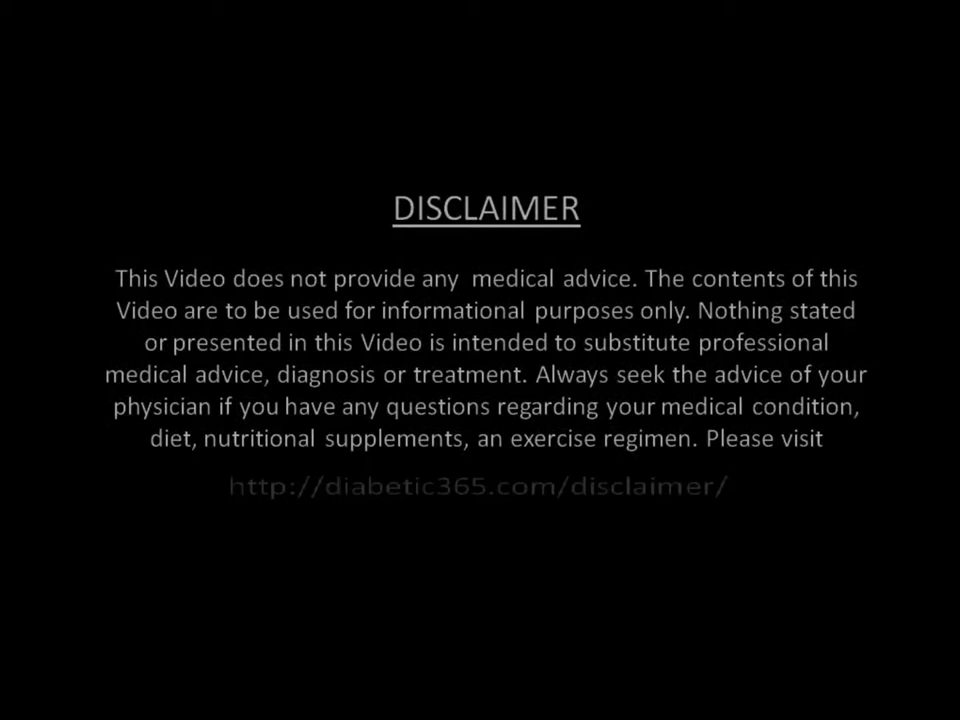 DISCLAIMER
This Video does not provide any medical advice. The contents of this
Video are to be used for informational purposes only. Nothing stated
or presented in this Video is intended to substitute professional
medical advice, diagnosis or treatment. Always seek the advice of your
physician if you have any questions regarding your medical condition,
diet, nutritional supplements, an exercise regimen. Please visit
http://diabetic365.com/disclaimer/